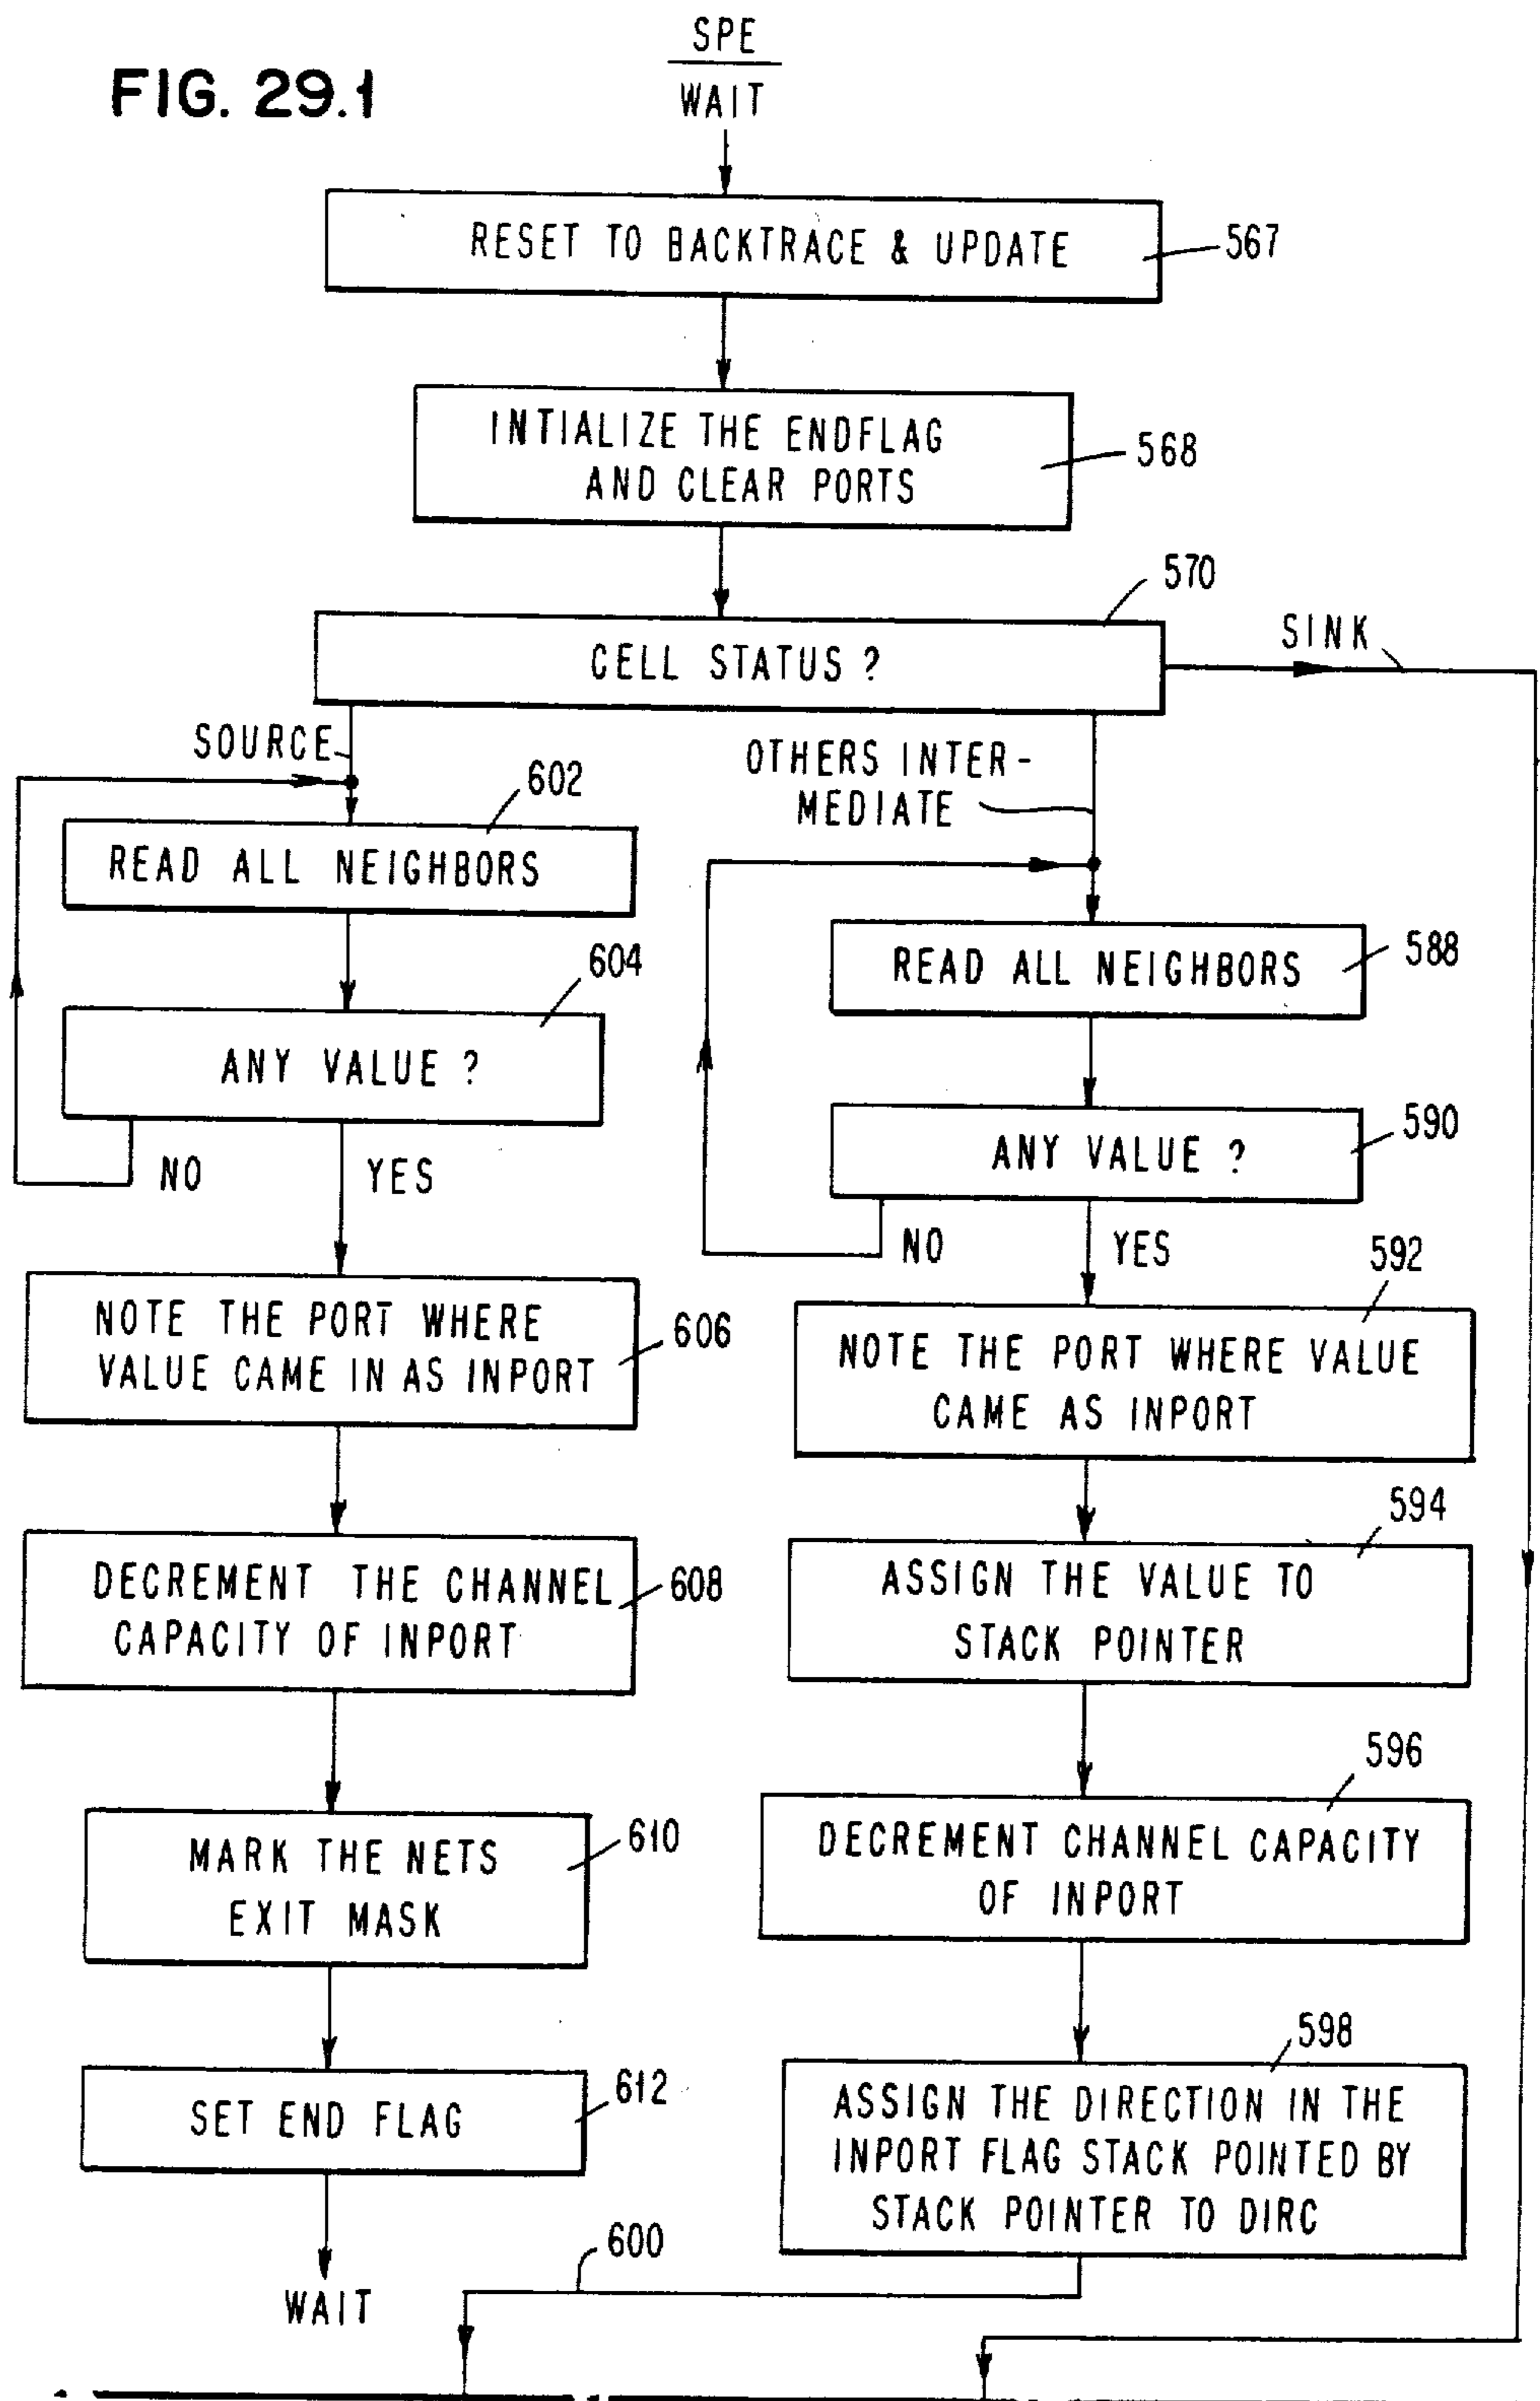 FIG. 29.1
SPE
WAIT
RESET TO BACKTRACE & UPDATE
567
INTIALIZE THE ENDFLAG
AND CLEAR PORTS
568
570
CELL STATUS ?
SINK
SOURCE
OTHERS INTER-
MEDIATE
602
READ ALL NEIGHBORS
604
ANY VALUE ?
NO
YES
588
READ ALL NEIGHBORS
590
ANY VALUE ?
NO
YES
NOTE THE PORT WHERE
VALUE CAME IN AS INPORT
606
592
NOTE THE PORT WHERE VALUE
CAME AS INPORT
DECREMENT THE CHANNEL
CAPACITY OF INPORT
608
594
ASSIGN THE VALUE TO
STACK POINTER
MARK THE NETS
EXIT MASK
610
596
DECREMENT CHANNEL CAPACITY
OF INPORT
SET END FLAG
612
WAIT
598
ASSIGN THE DIRECTION IN THE
INPORT FLAG STACK POINTED BY
STACK POINTER TO DIRC
600